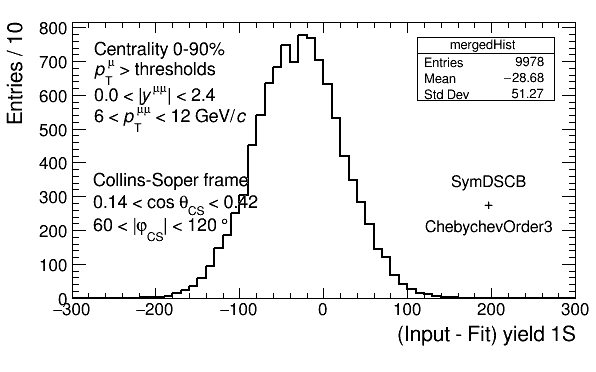 Entries / 10
800
700
600
500
400
300
200
100
0
Centrality 0-90%
p_T^μ > thresholds
0.0 < |y^μμ| < 2.4
6 < p_T^μμ < 12 GeV/c
Collins-Soper frame
0.14 < cos θ_CS < 0.42
60 < |φ_CS| < 120 °
mergedHist
Entries 9978
Mean −28.68
Std Dev 51.27
SymDSCB
+
ChebychevOrder3
−300 −200 −100 0 100 200 300
(Input - Fit) yield 1S